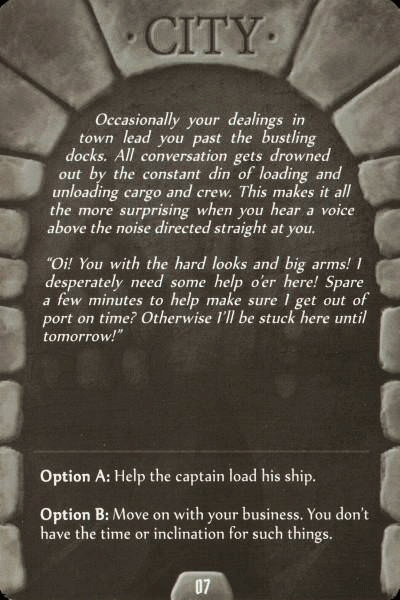 · CITY ·
Occasionally your dealings in
town lead you past the bustling
docks. All conversation gets drowned
out by the constant din of loading and
unloading cargo and crew. This makes it all
the more surprising when you hear a voice
above the noise directed straight at you.
“Oi! You with the hard looks and big arms! I
desperately need some help o’er here! Spare
a few minutes to help make sure I get out of
port on time? Otherwise I’ll be stuck here until
tomorrow!”
Option A: Help the captain load his ship.
Option B: Move on with your business. You don’t
have the time or inclination for such things.
07